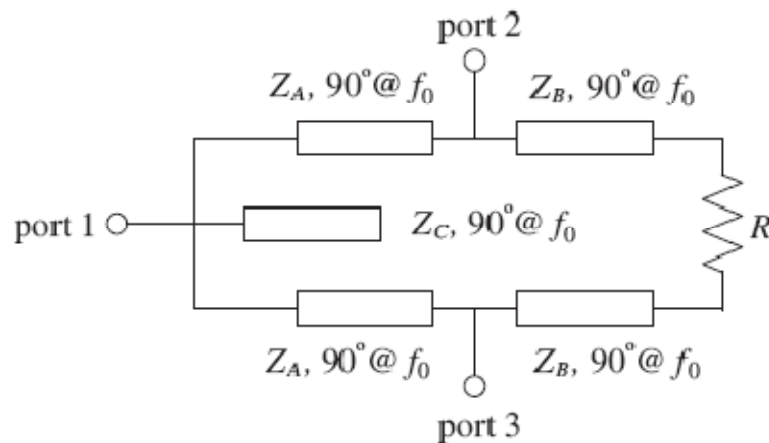 port 2
Z_A, 90°@ f_0
Z_B, 90°@ f_0
port 1
Z_C, 90°@ f_0
R
Z_A, 90°@ f_0
Z_B, 90°@ f_0
port 3